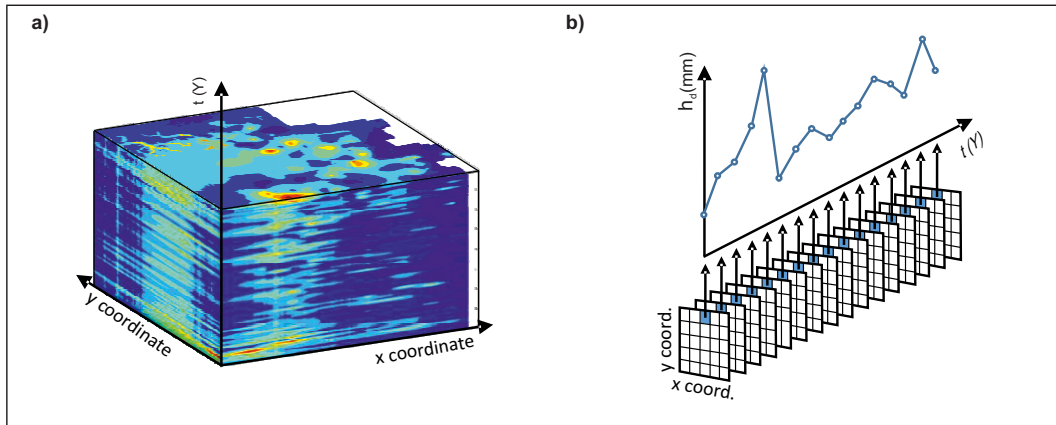 a)
t (Y)
y coordinate
x coordinate
b)
h_d(mm)
t (Y)
y coord.
x coord.